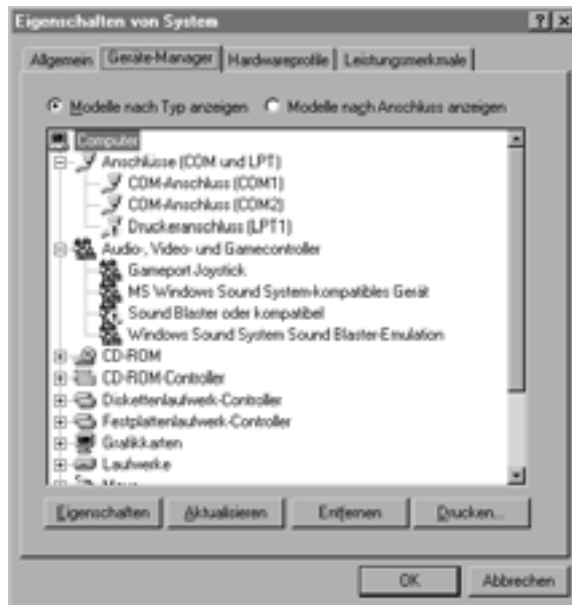 Eigenschaften von System
Allgemein Geräte-Manager Hardwareprofile Leistungsmerkmale
Modelle nach Typ anzeigen Modelle nach Anschluss anzeigen
Computer
Anschlüsse (COM und LPT)
COM-Anschluss (COM1)
COM-Anschluss (COM2)
Druckeranschluss (LPT1)
Audio-, Video- und Gamecontroller
Gameport Joystick
MS Windows Sound System-kompatibles Gerät
Sound Blaster oder kompatibel
Windows Sound System Sound Blaster-Emulation
CD-ROM
CD-ROM-Controller
Diskettenlaufwerk-Controller
Festplattenlaufwerk-Controller
Grafikkarten
Laufwerke
Eigenschaften Aktualisieren Entfernen Drucken...
OK Abbrechen